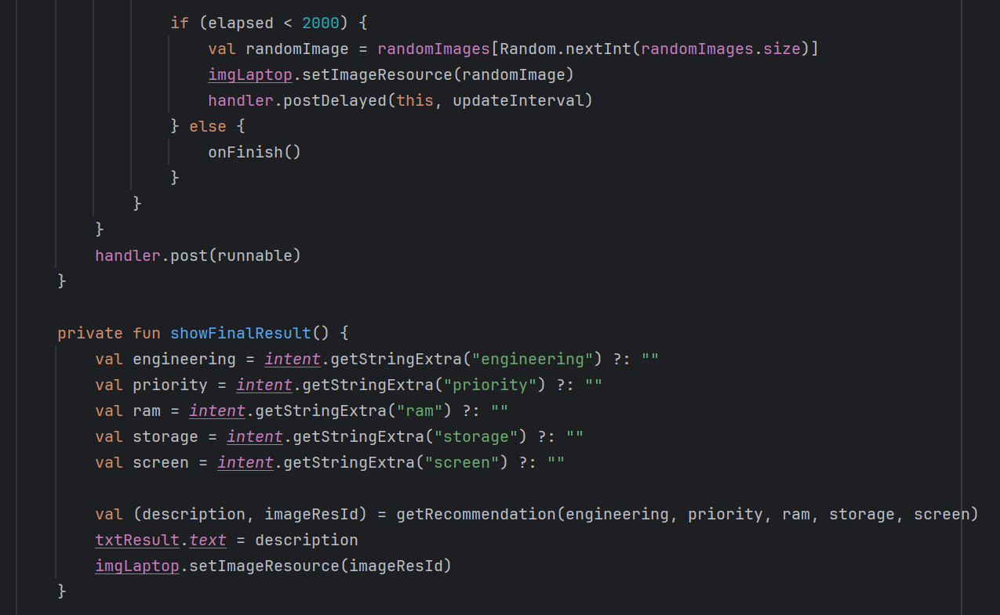 if (elapsed < 2000) {
val randomImage = randomImages[Random.nextInt(randomImages.size)]
imgLaptop.setImageResource(randomImage)
handler.postDelayed(this, updateInterval)
} else {
onFinish()
}
}
}
handler.post(runnable)
}
private fun showFinalResult() {
val engineering = intent.getStringExtra("engineering") ?: ""
val priority = intent.getStringExtra("priority") ?: ""
val ram = intent.getStringExtra("ram") ?: ""
val storage = intent.getStringExtra("storage") ?: ""
val screen = intent.getStringExtra("screen") ?: ""
val (description, imageResId) = getRecommendation(engineering, priority, ram, storage, screen)
txtResult.text = description
imgLaptop.setImageResource(imageResId)
}